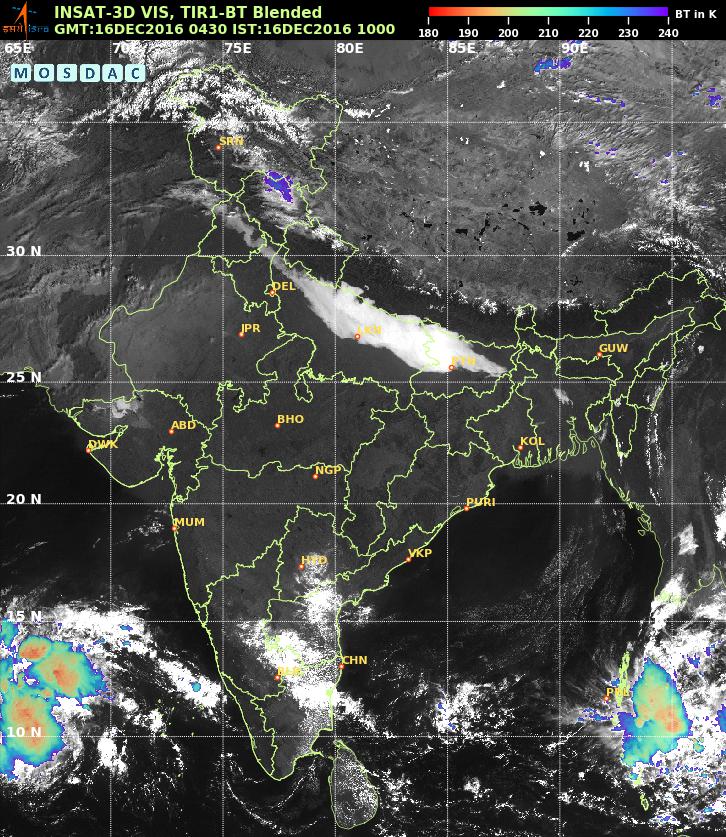 INSAT-3D VIS, TIR1-BT Blended
GMT:16DEC2016 0430 IST:16DEC2016 1000
BT in K
180 190 200 210 220 230 240
65E 70E 75E 80E 85E 90E
MOSDAC
SRN
30 N
DEL
JPR LKN
GUW
PTN
25 N
ABD BHO
DWK KOL
NGP
20 N PURI
MUM
HYD VKP
15 N
CHN
BLR
PBL
10 N